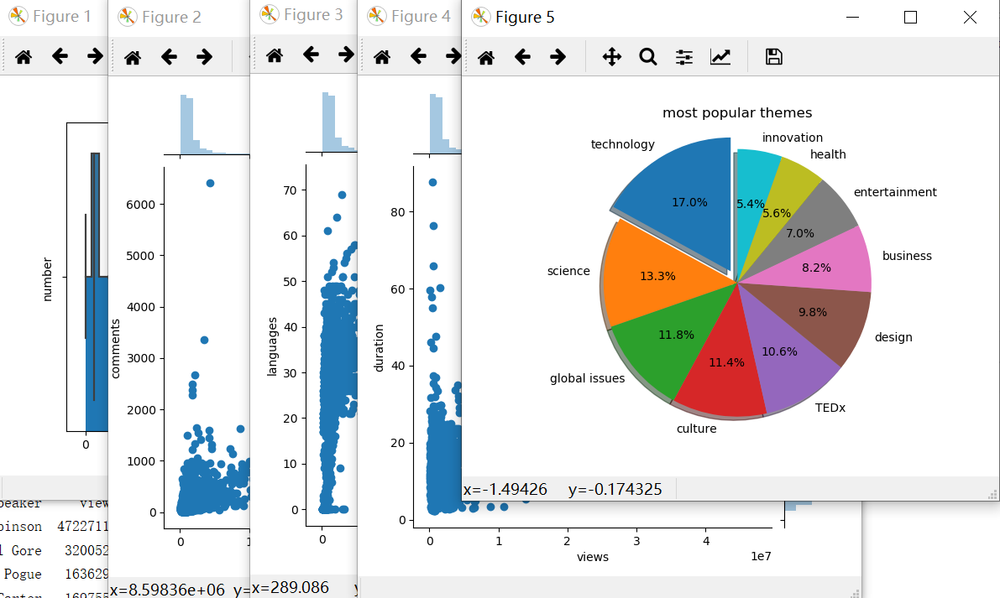 Figure 1
Figure 2
Figure 3
Figure 4
Figure 5
number
0
6000
5000
4000
3000
2000
1000
0
comments
0
x=8.59836e+06 y=
70
60
50
40
30
20
10
0
languages
0
x=289.086
80
60
40
20
0
duration
0
1
2
3
4
1e7
views
most popular themes
technology
17.0%
science
13.3%
global issues
11.8%
culture
11.4%
TEDx
10.6%
design
9.8%
business
8.2%
entertainment
7.0%
health
5.6%
innovation
5.4%
x=-1.49426 y=-0.174325
peaker view
binson 4722711
l Gore 320052
Pogue 163629